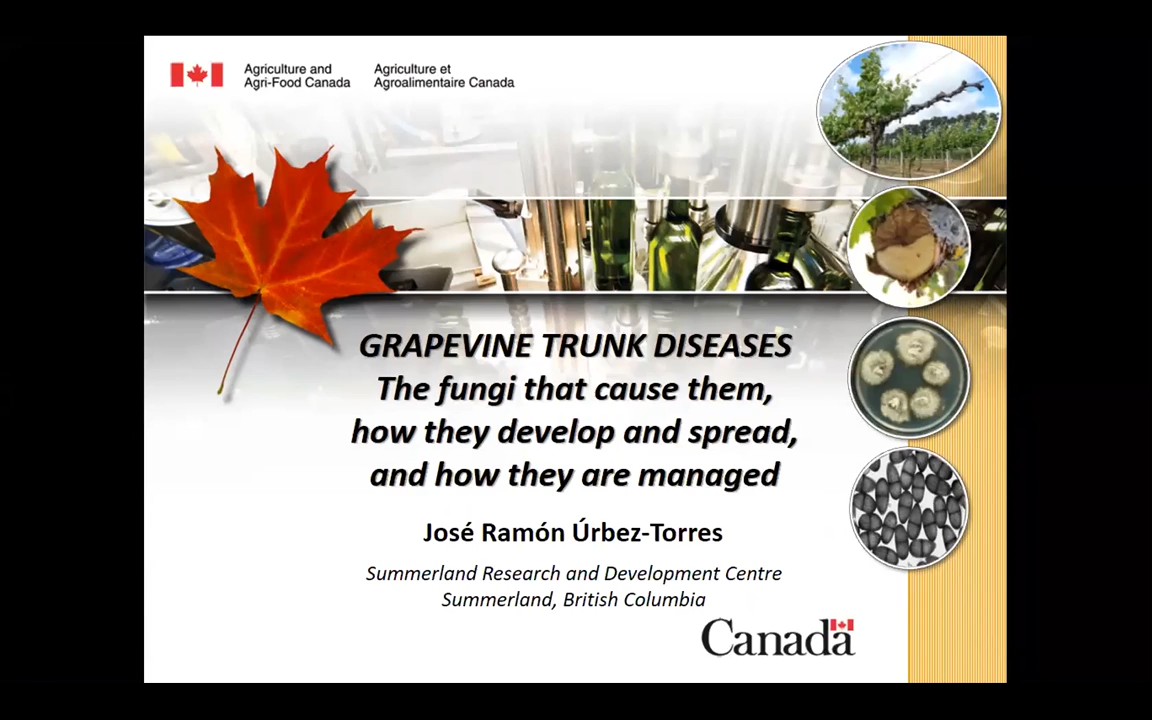 Agriculture and
Agri-Food Canada
Agriculture et
Agroalimentaire Canada
GRAPEVINE TRUNK DISEASES
The fungi that cause them,
how they develop and spread,
and how they are managed
José Ramón Úrbez-Torres
Summerland Research and Development Centre
Summerland, British Columbia
Canada